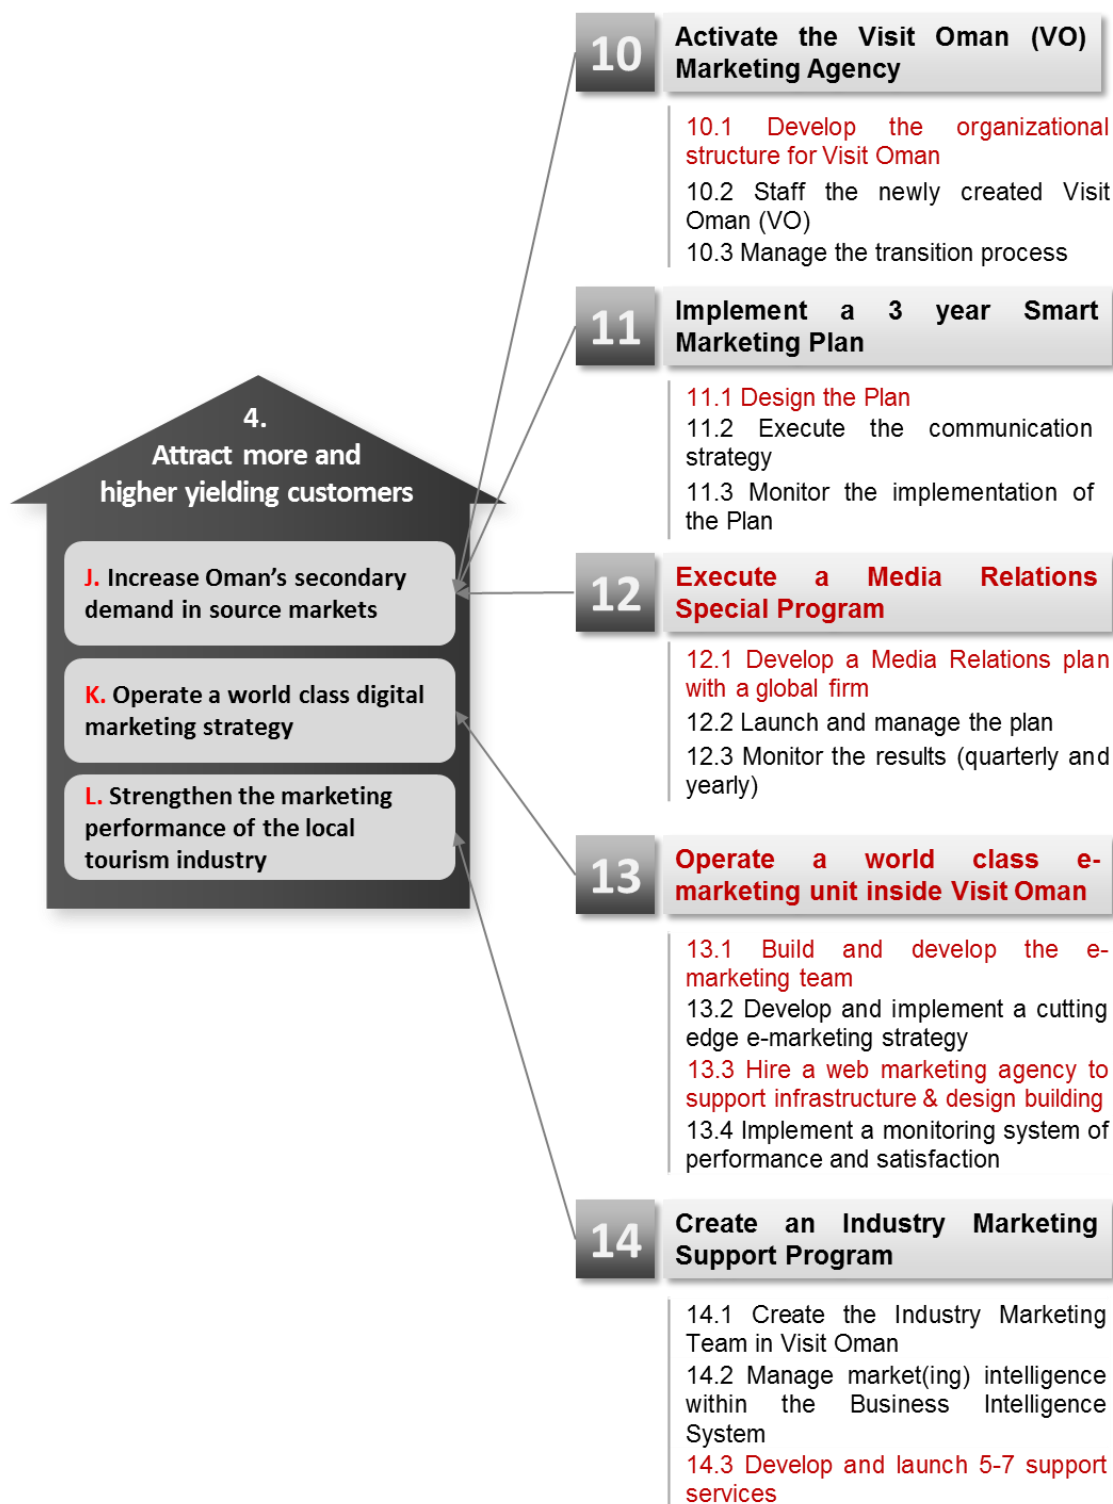 4.
Attract more and
higher yielding customers
J. Increase Oman's secondary
demand in source markets
K. Operate a world class digital
marketing strategy
L. Strengthen the marketing
performance of the local
tourism industry
10
Activate the Visit Oman (VO)
Marketing Agency
10.1 Develop the organizational
structure for Visit Oman
10.2 Staff the newly created Visit
Oman (VO)
10.3 Manage the transition process
11
Implement a 3 year Smart
Marketing Plan
11.1 Design the Plan
11.2 Execute the communication
strategy
11.3 Monitor the implementation of
the Plan
12
Execute a Media Relations
Special Program
12.1 Develop a Media Relations plan
with a global firm
12.2 Launch and manage the plan
12.3 Monitor the results (quarterly and
yearly)
13
Operate a world class e-
marketing unit inside Visit Oman
13.1 Build and develop the e-
marketing team
13.2 Develop and implement a cutting
edge e-marketing strategy
13.3 Hire a web marketing agency to
support infrastructure & design building
13.4 Implement a monitoring system of
performance and satisfaction
14
Create an Industry Marketing
Support Program
14.1 Create the Industry Marketing
Team in Visit Oman
14.2 Manage market(ing) intelligence
within the Business Intelligence
System
14.3 Develop and launch 5-7 support
services